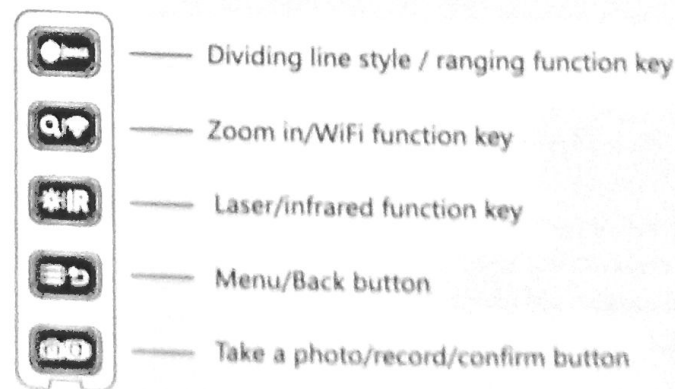 Dividing line style / ranging function key
Zoom in/WiFi function key
IR
Laser/infrared function key
Menu/Back button
Take a photo/record/confirm button